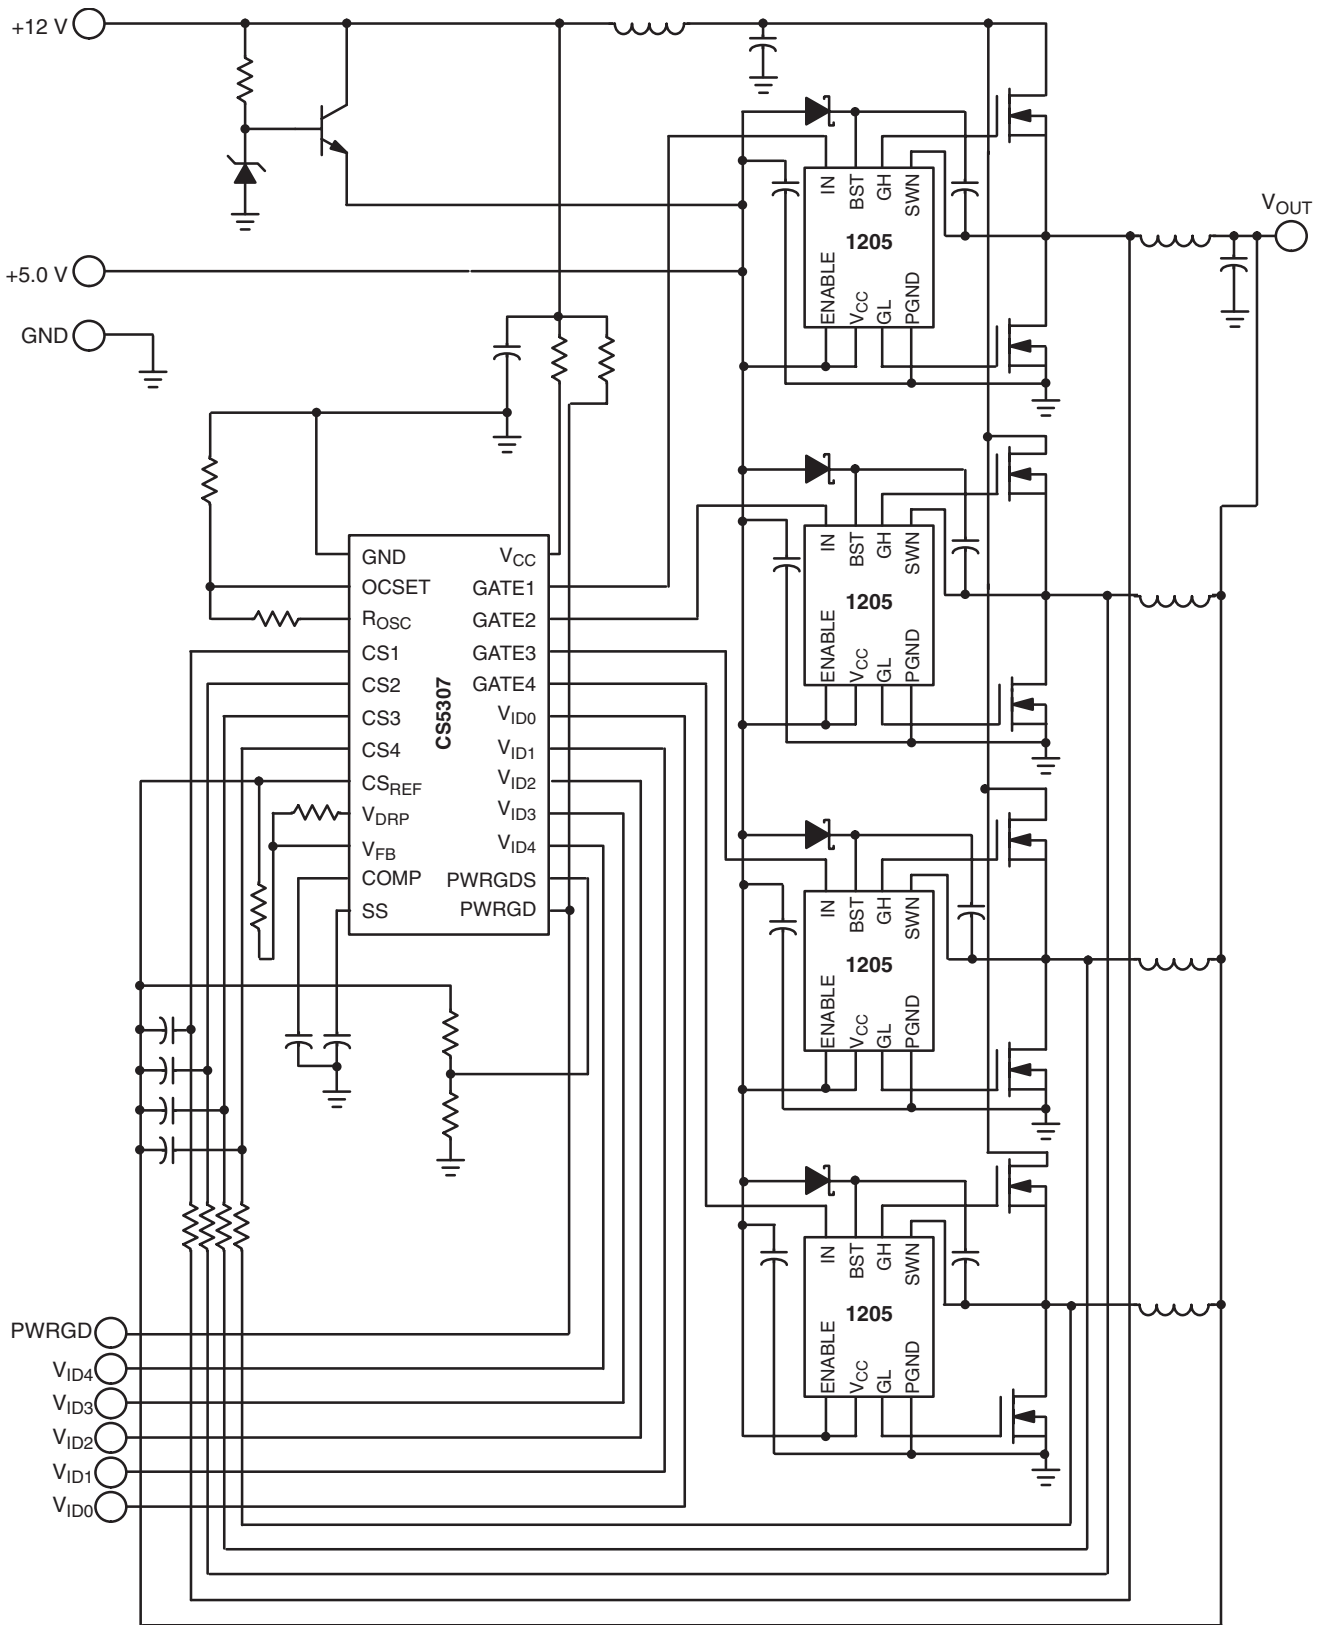 +12 V
+5.0 V
GND
VOUT
IN
BST
GH
SWN
1205
ENABLE
VCC
GL
PGND
IN
BST
GH
SWN
1205
ENABLE
VCC
GL
PGND
IN
BST
GH
SWN
1205
ENABLE
VCC
GL
PGND
IN
BST
GH
SWN
1205
ENABLE
VCC
GL
PGND
GND
OCSET
ROSC
CS1
CS2
CS3
CS4
CSREF
VDRP
VFB
COMP
SS
CS5307
VCC
GATE1
GATE2
GATE3
GATE4
VID0
VID1
VID2
VID3
VID4
PWRGDS
PWRGD
PWRGD
VID4
VID3
VID2
VID1
VID0